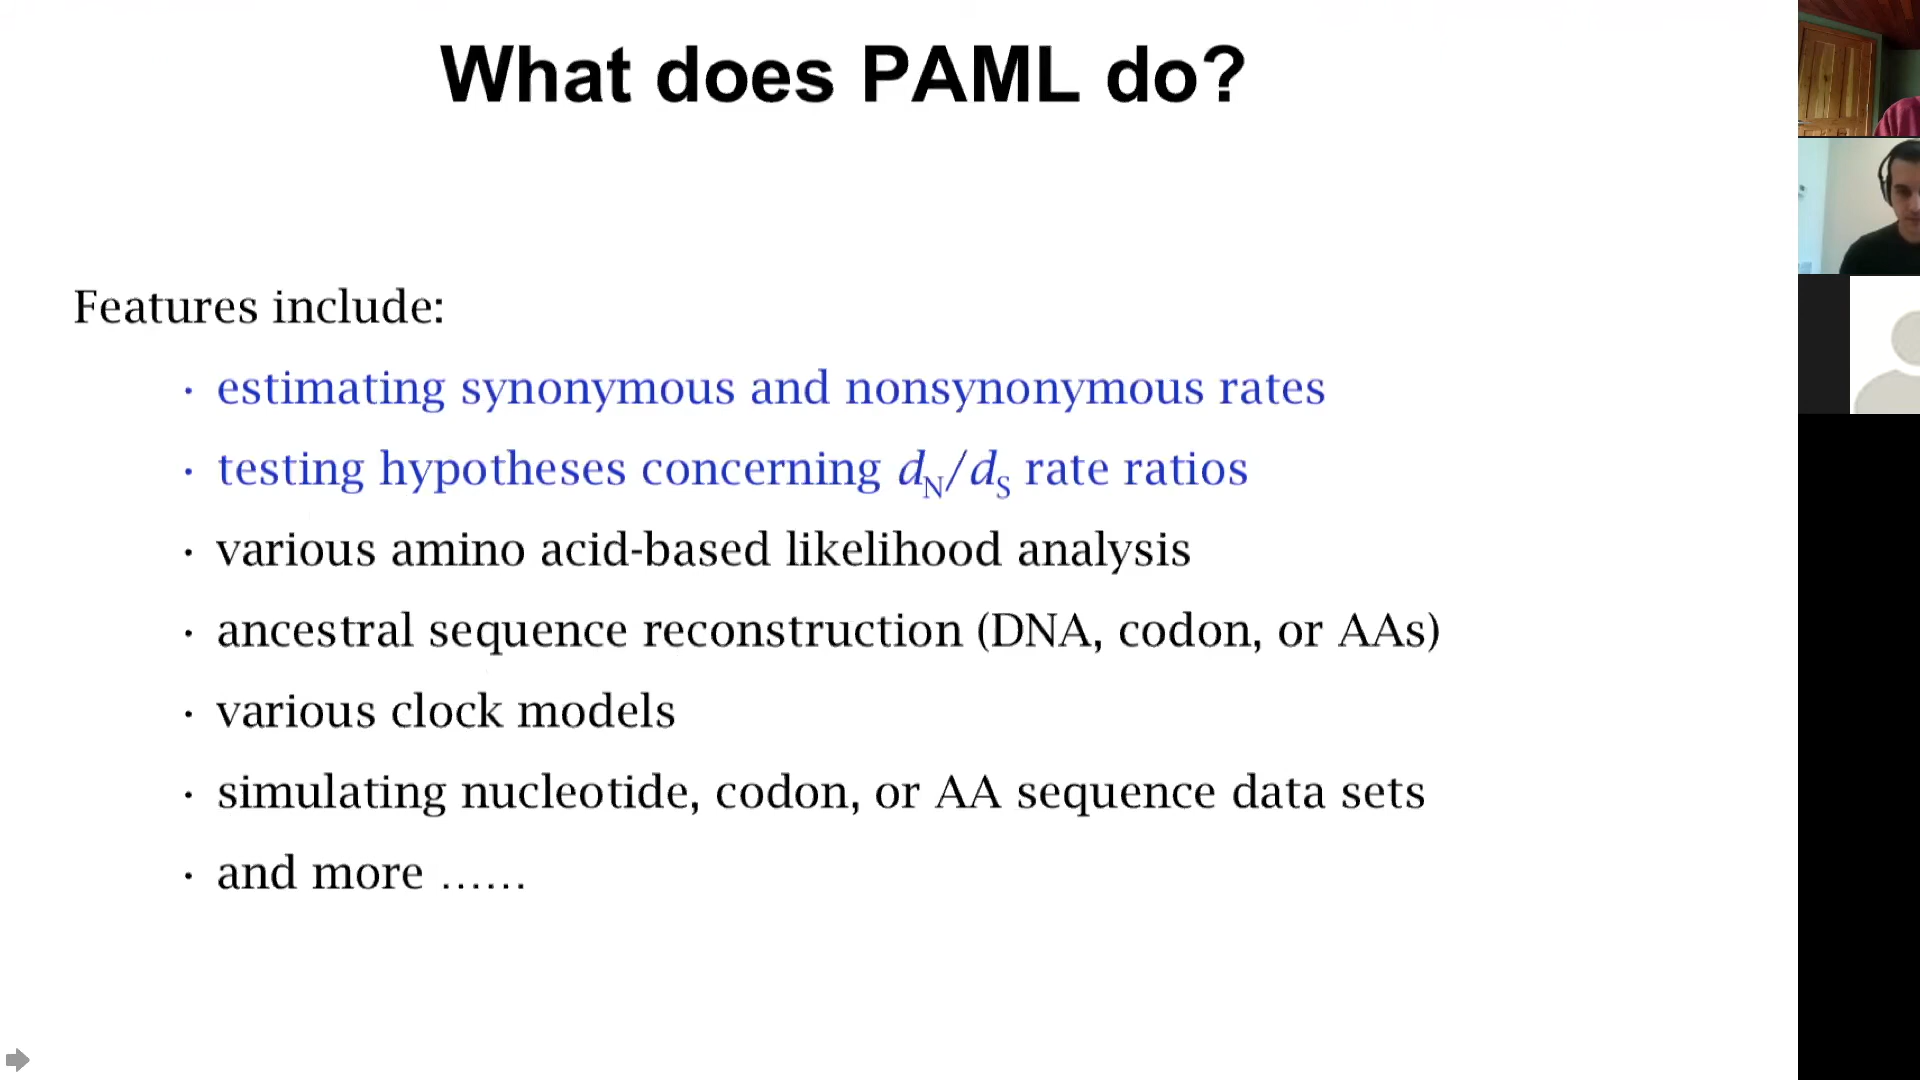 What does PAML do?
Features include:
· estimating synonymous and nonsynonymous rates
· testing hypotheses concerning dN/dS rate ratios
· various amino acid-based likelihood analysis
· ancestral sequence reconstruction (DNA, codon, or AAs)
· various clock models
· simulating nucleotide, codon, or AA sequence data sets
· and more ......